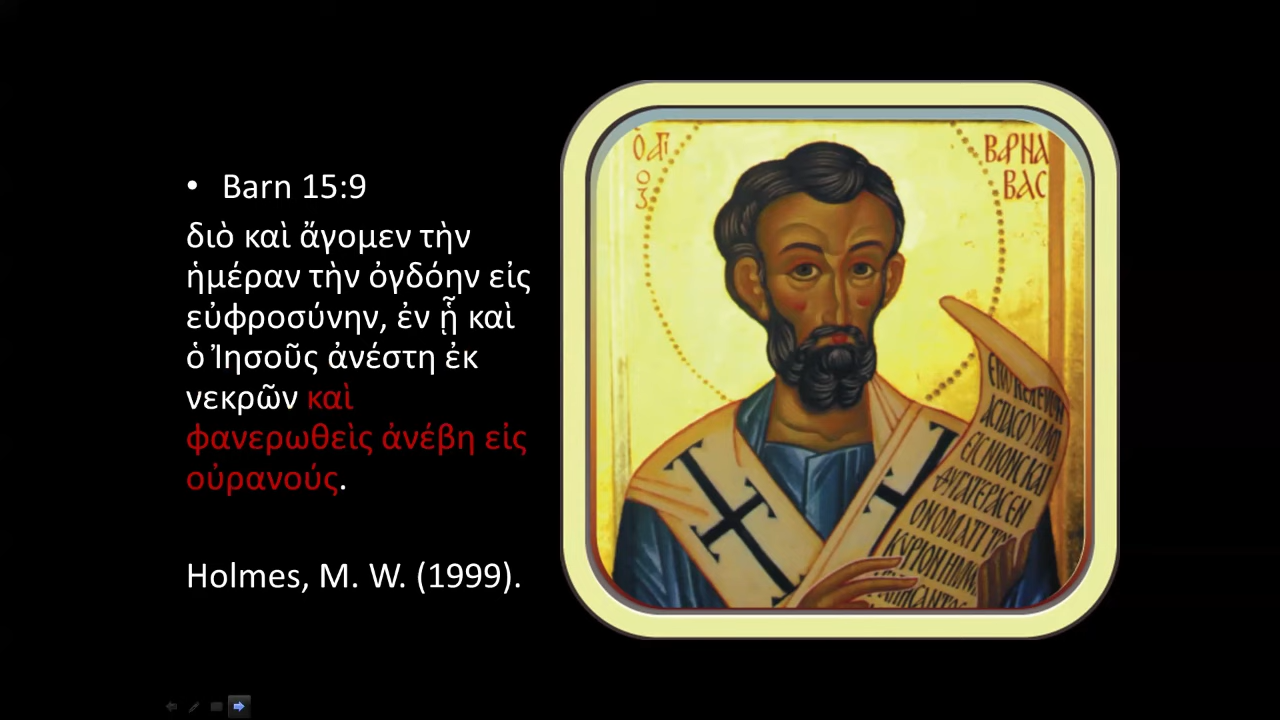 • Barn 15:9
διὸ καὶ ἄγομεν τὴν
ἡμέραν τὴν ὀγδόην εἰς
εὐφροσύνην, ἐν ᾗ καὶ
ὁ Ἰησοῦς ἀνέστη ἐκ
νεκρῶν καὶ
φανερωθεὶς ἀνέβη εἰς
οὐρανούς.
Holmes, M. W. (1999).
ΒΑΡΝΑ
ΒΑС